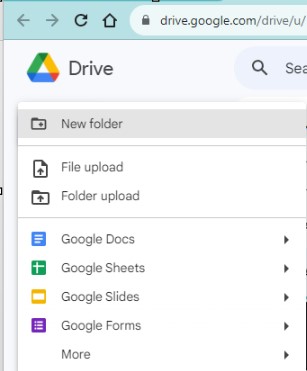 drive.google.com/drive/u/
Drive
Sea
New folder
File upload
Folder upload
Google Docs
Google Sheets
Google Slides
Google Forms
More